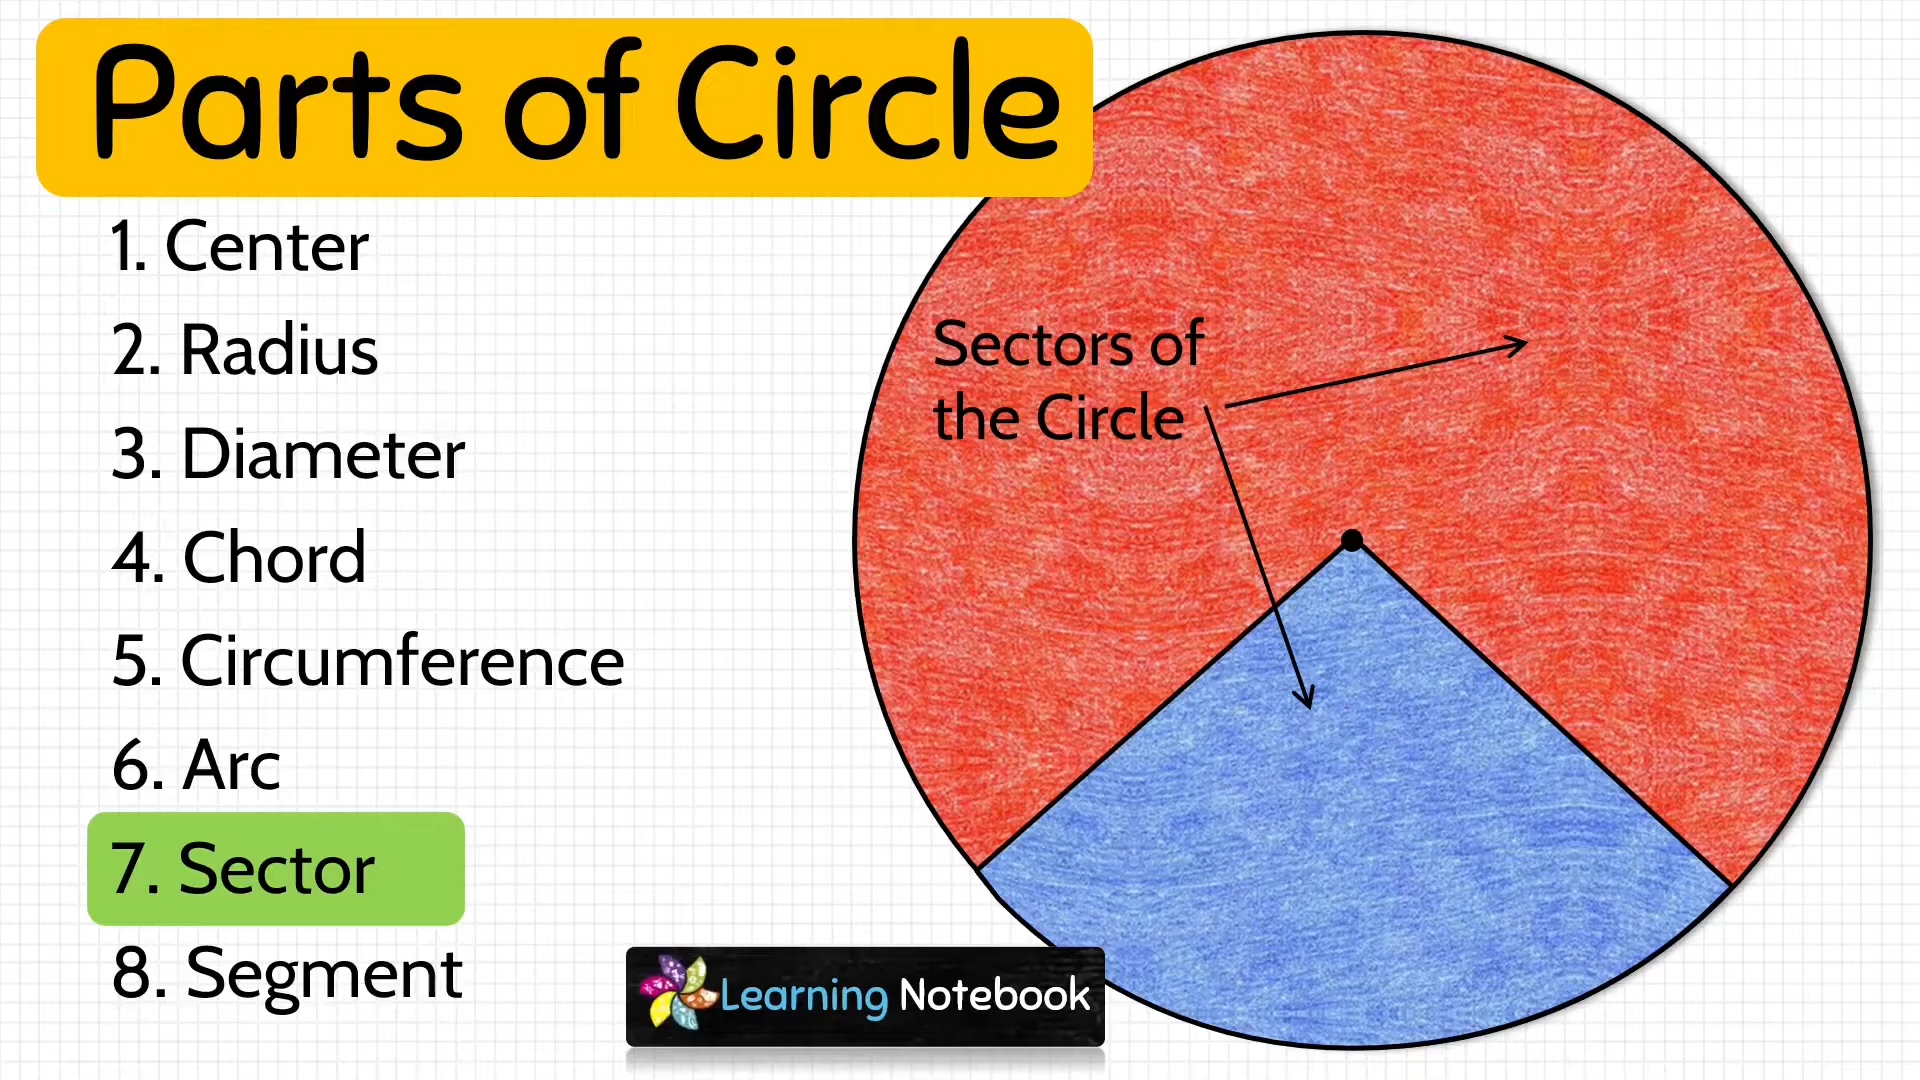 Parts of Circle
1. Center
2. Radius
3. Diameter
4. Chord
5. Circumference
6. Arc
7. Sector
8. Segment
Sectors of
the Circle
Learning Notebook